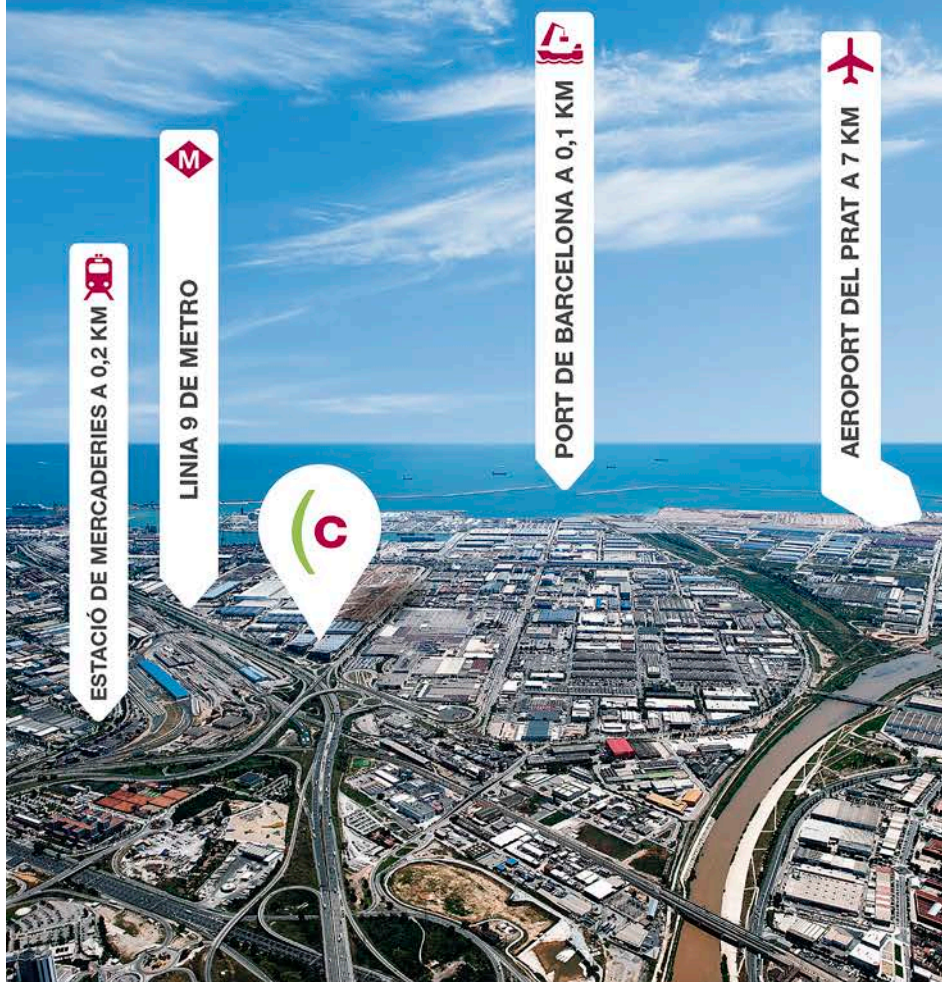 ESTACIÓ DE MERCADERIES A 0,2 KM
M
LINIA 9 DE METRO
(C
PORT DE BARCELONA A 0,1 KM
AEROPORT DEL PRAT A 7 KM